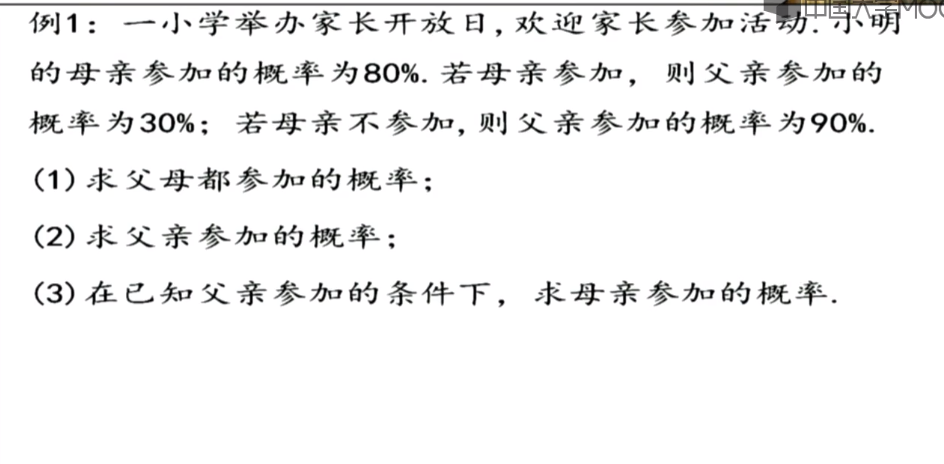 例1：一小学举办家长开放日,欢迎家长参加活动.小明
的母亲参加的概率为80%.若母亲参加，则父亲参加的
概率为30%；若母亲不参加,则父亲参加的概率为90%.
(1)求父母都参加的概率；
(2)求父亲参加的概率；
(3)在已知父亲参加的条件下，求母亲参加的概率.
中国大学MOO